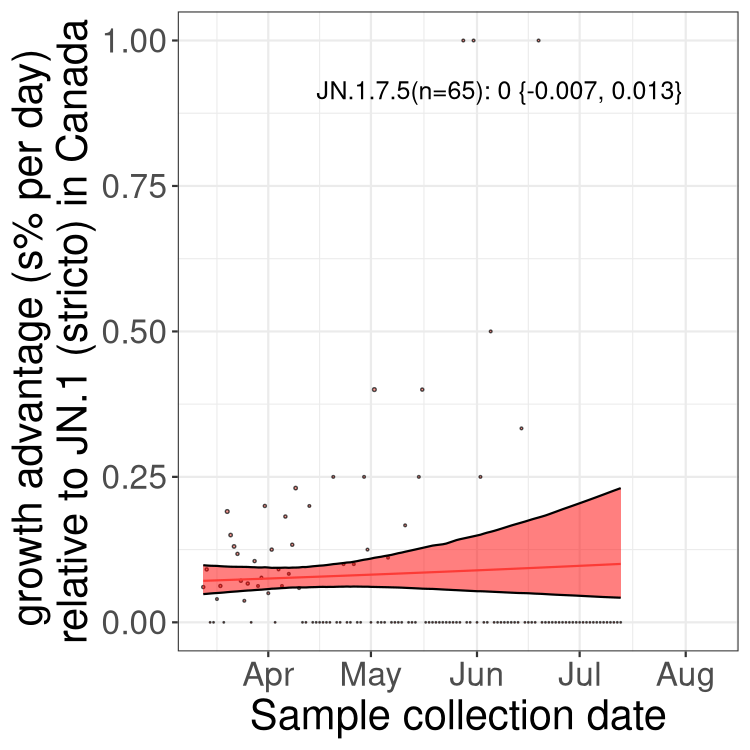 growth advantage (s% per day)
relative to JN.1 (stricto) in Canada
1.00
0.75
0.50
0.25
0.00
JN.1.7.5(n=65): 0 {-0.007, 0.013}
Apr May Jun Jul Aug
Sample collection date